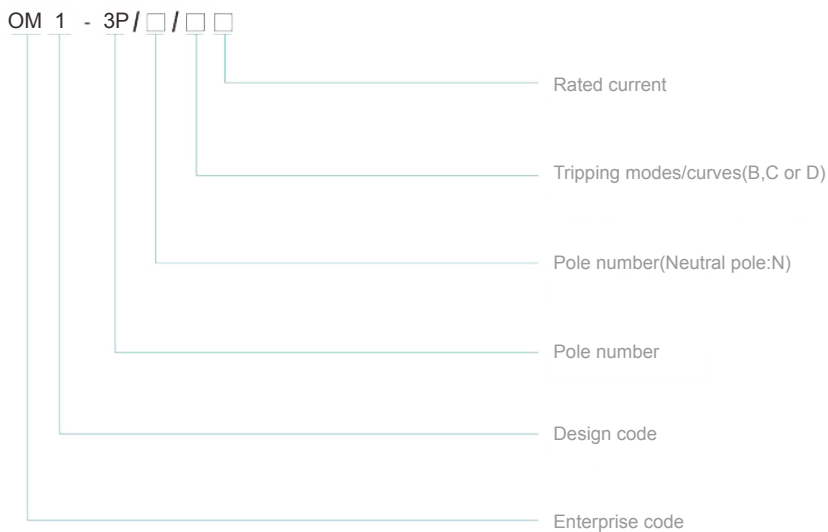 OM 1 - 3P/□/□□
Rated current
Tripping modes/curves(B,C or D)
Pole number(Neutral pole:N)
Pole number
Design code
Enterprise code